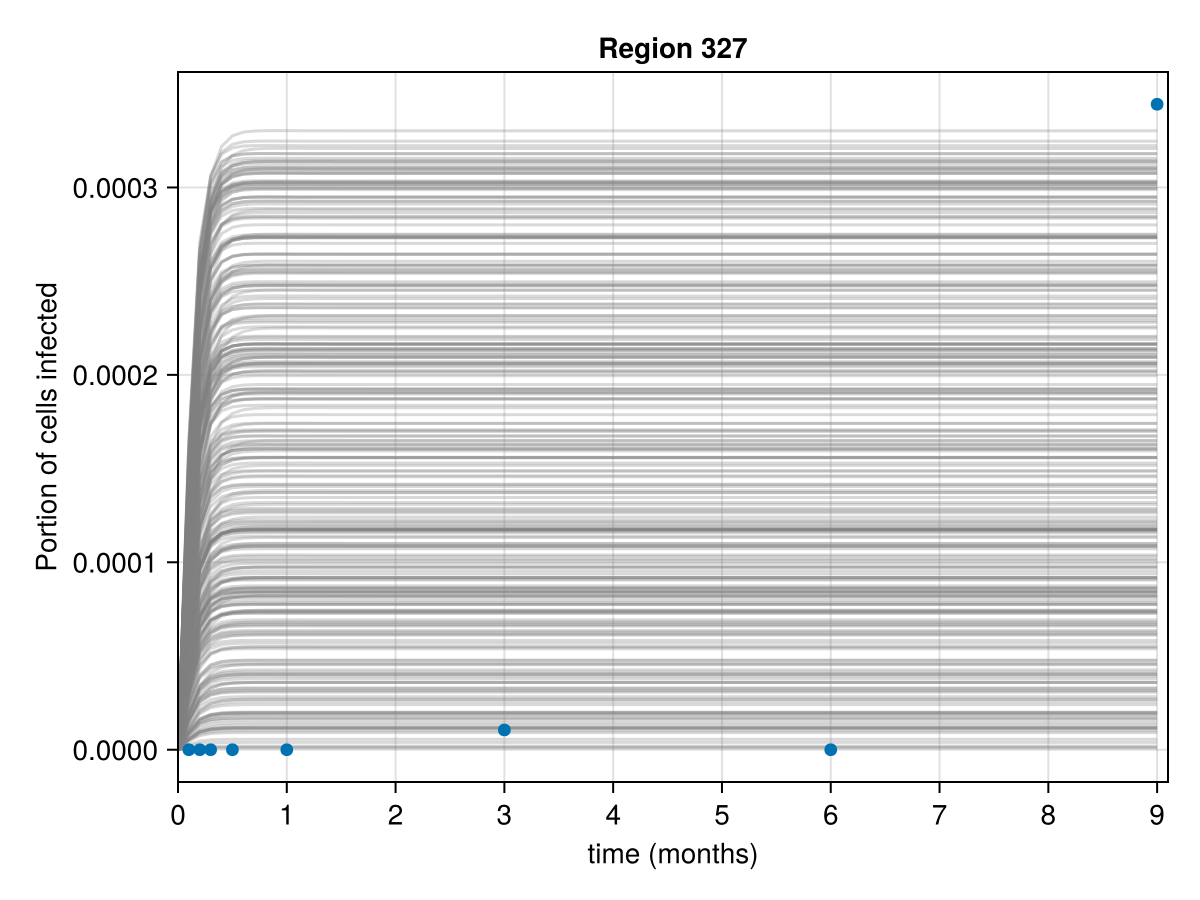 Region 327
Portion of cells infected
0.0003
0.0002
0.0001
0.0000
0 1 2 3 4 5 6 7 8 9
time (months)